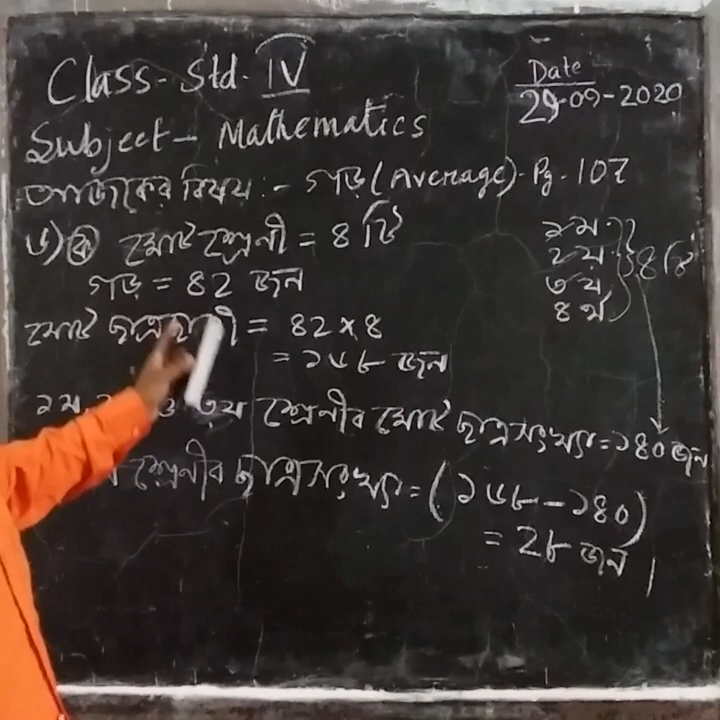 Class - Std - IV
Date
29-09-2020
Subject - Mathematics
আজকের বিষয় :- গড় (Average) - Pg - 107
৬) ক মোট শ্রেণী = ৪ টি
গড় = ৪২ জন
১ম
২য়
৩য়
৪র্থ
৪ টি
মোট = ৪২ × ৪
= ১৬৮ জন
১ম, ও ৩য় শ্রেণীর মোট ছাত্রসংখ্যা = ১৪০ জন
শ্রেণীর ছাত্রসংখ্যা = (১৬৮ - ১৪০)
= ২৮ জন।